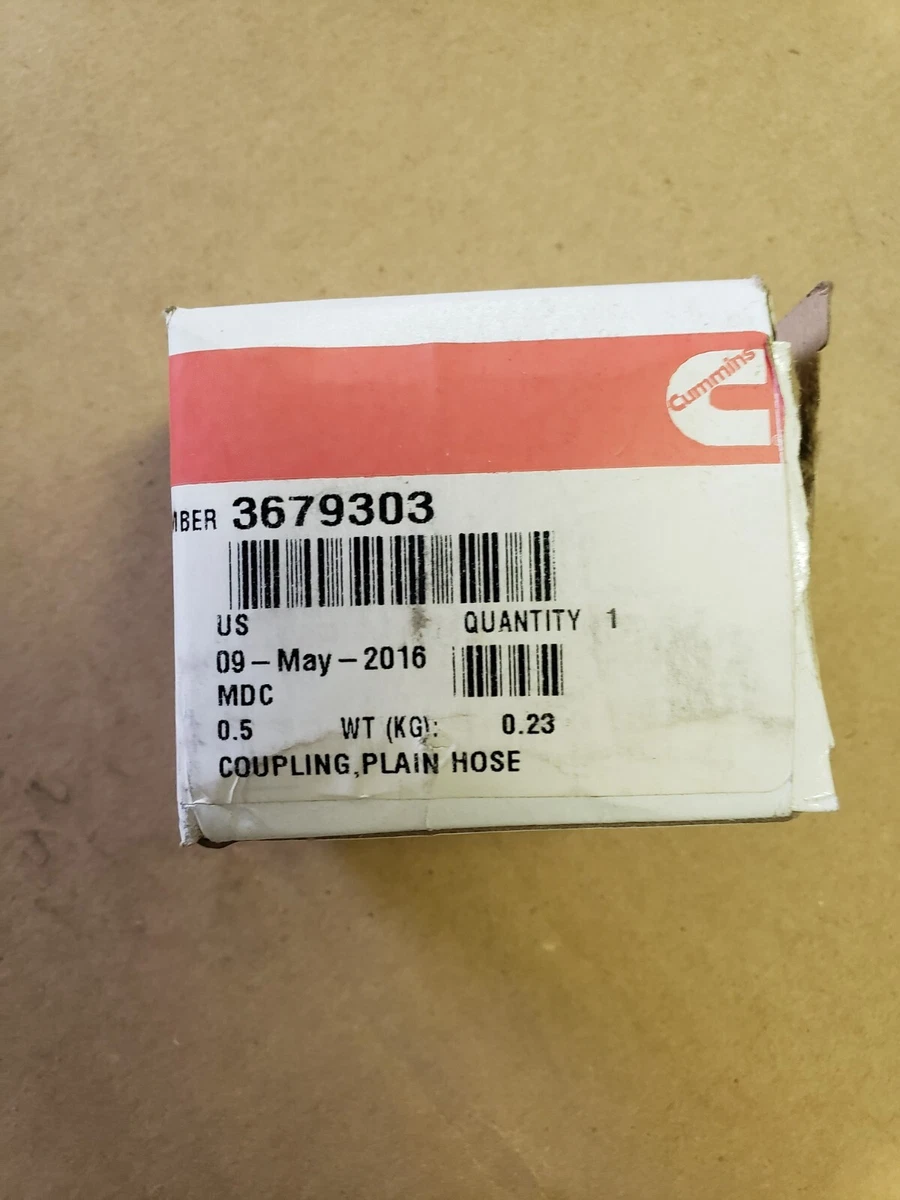 Cummins
MBER 3679303
US QUANTITY 1
09-May-2016
MDC
0.5 WT (KG): 0.23
COUPLING,PLAIN HOSE